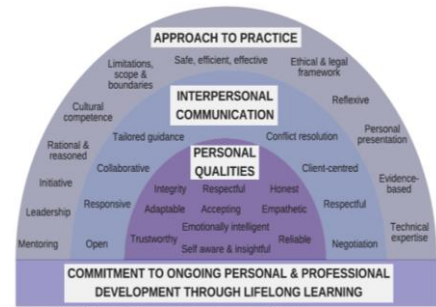 APPROACH TO PRACTICE
Limitations,
scope &
boundaries
Safe, efficient, effective
Ethical & legal
framework
Cultural
competence
Reflexive
Rational &
reasoned
Personal
presentation
Initiative
Evidence-
based
Leadership
Technical
expertise
Mentoring
INTERPERSONAL
COMMUNICATION
Tailored guidance
Conflict resolution
Collaborative
Client-centred
Responsive
Respectful
Open
Negotiation
PERSONAL
QUALITIES
Integrity Respectful Honest
Adaptable Accepting Empathetic
Emotionally intelligent
Trustworthy Reliable
Self aware & insightful
COMMITMENT TO ONGOING PERSONAL & PROFESSIONAL
DEVELOPMENT THROUGH LIFELONG LEARNING